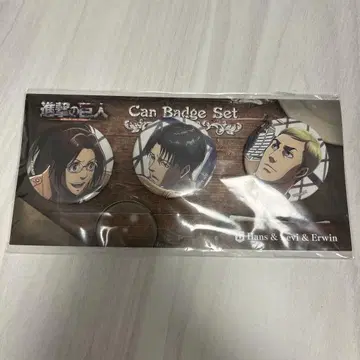 進撃の巨人
Can Badge Set
Hans & Levi & Erwin